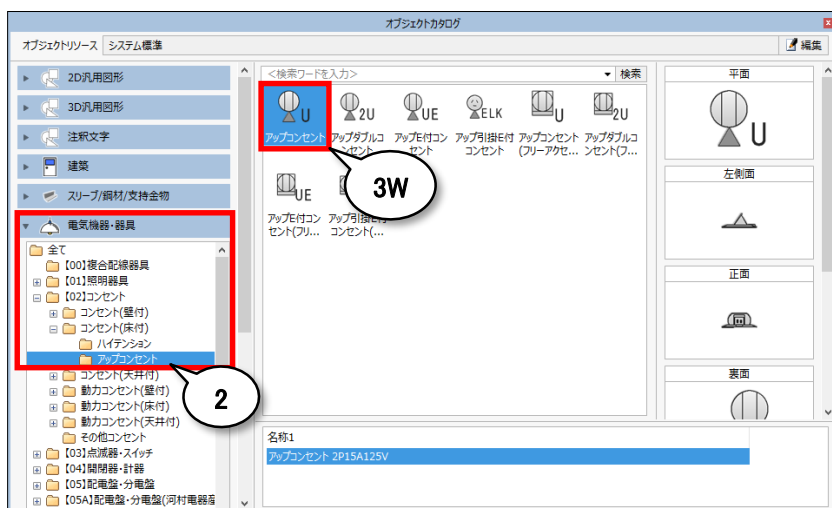 オブジェクトカタログ
オブジェクトリソース システム標準
編集
2D汎用図形
3D汎用図形
注釈文字
建築
スリーブ/鋼材/支持金物
電気機器・器具
全て
【00】複合配線器具
【01】照明器具
【02】コンセント
コンセント(壁付)
コンセント(床付)
ハイテンション
アップコンセント
コンセント(天井付)
動力コンセント(壁付)
動力コンセント(床付)
動力コンセント(天井付)
その他コンセント
【03】点滅器・スイッチ
【04】開閉器・計器
【05】配電盤・分電盤
【05A】配電盤・分電盤(河村電器産
2
<検索ワードを入力>
検索
U
2U
UE
ELK
U
2U
アップコンセント
アップダブルコンセント
アップE付コンセント
アップ引掛E付コンセント
アップコンセント(フリーアクセ...
アップダブルコンセント(フ...
3W
UE
アップE付コンセント(フリ...
アップ引掛E付コンセント(...
名称1
アップコンセント 2P15A125V
平面
U
左側面
正面
裏面